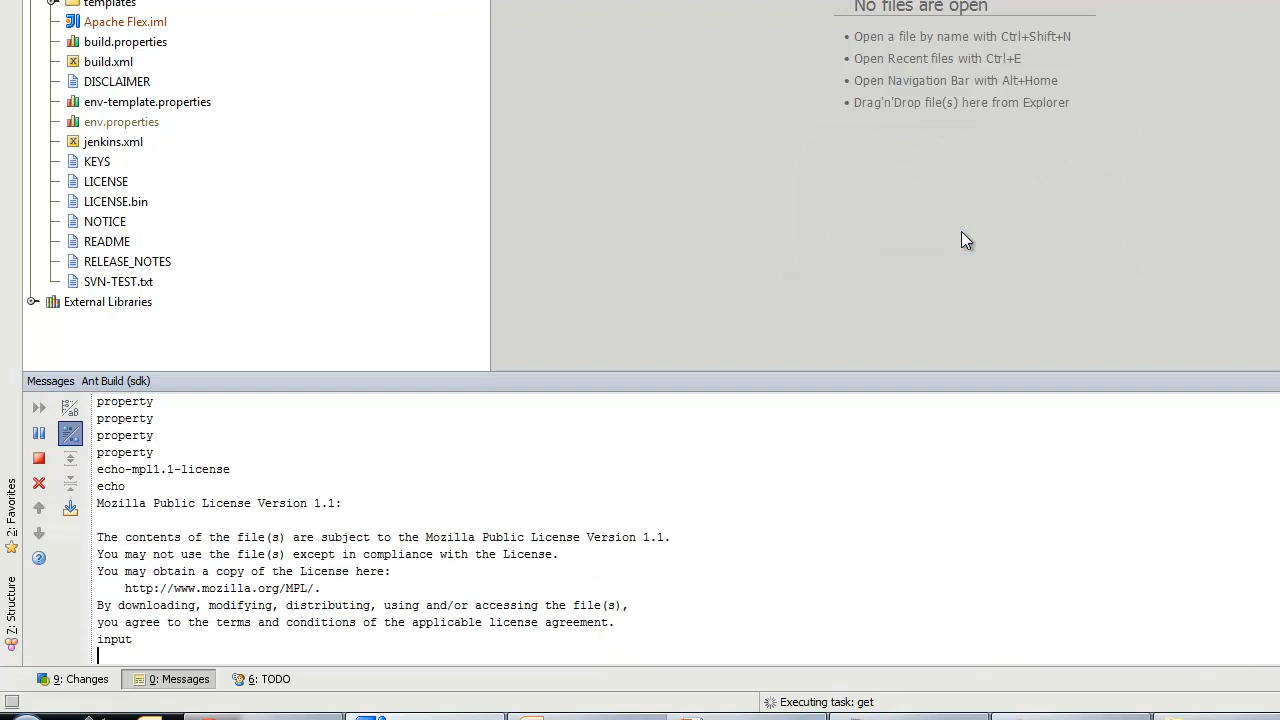 templates
Apache Flex.iml
build.properties
build.xml
DISCLAIMER
env-template.properties
env.properties
jenkins.xml
KEYS
LICENSE
LICENSE.bin
NOTICE
README
RELEASE_NOTES
SVN-TEST.txt
External Libraries
No files are open
• Open a file by name with Ctrl+Shift+N
• Open Recent files with Ctrl+E
• Open Navigation Bar with Alt+Home
• Drag'n'Drop file(s) here from Explorer
Messages Ant Build (sdk)
property
property
property
property
echo-mpl1.1-license
echo
Mozilla Public License Version 1.1:
The contents of the file(s) are subject to the Mozilla Public License Version 1.1.
You may not use the file(s) except in compliance with the License.
You may obtain a copy of the License here:
http://www.mozilla.org/MPL/.
By downloading, modifying, distributing, using and/or accessing the file(s),
you agree to the terms and conditions of the applicable license agreement.
input
2: Favorites
Z: Structure
9: Changes
0: Messages
6: TODO
Executing task: get